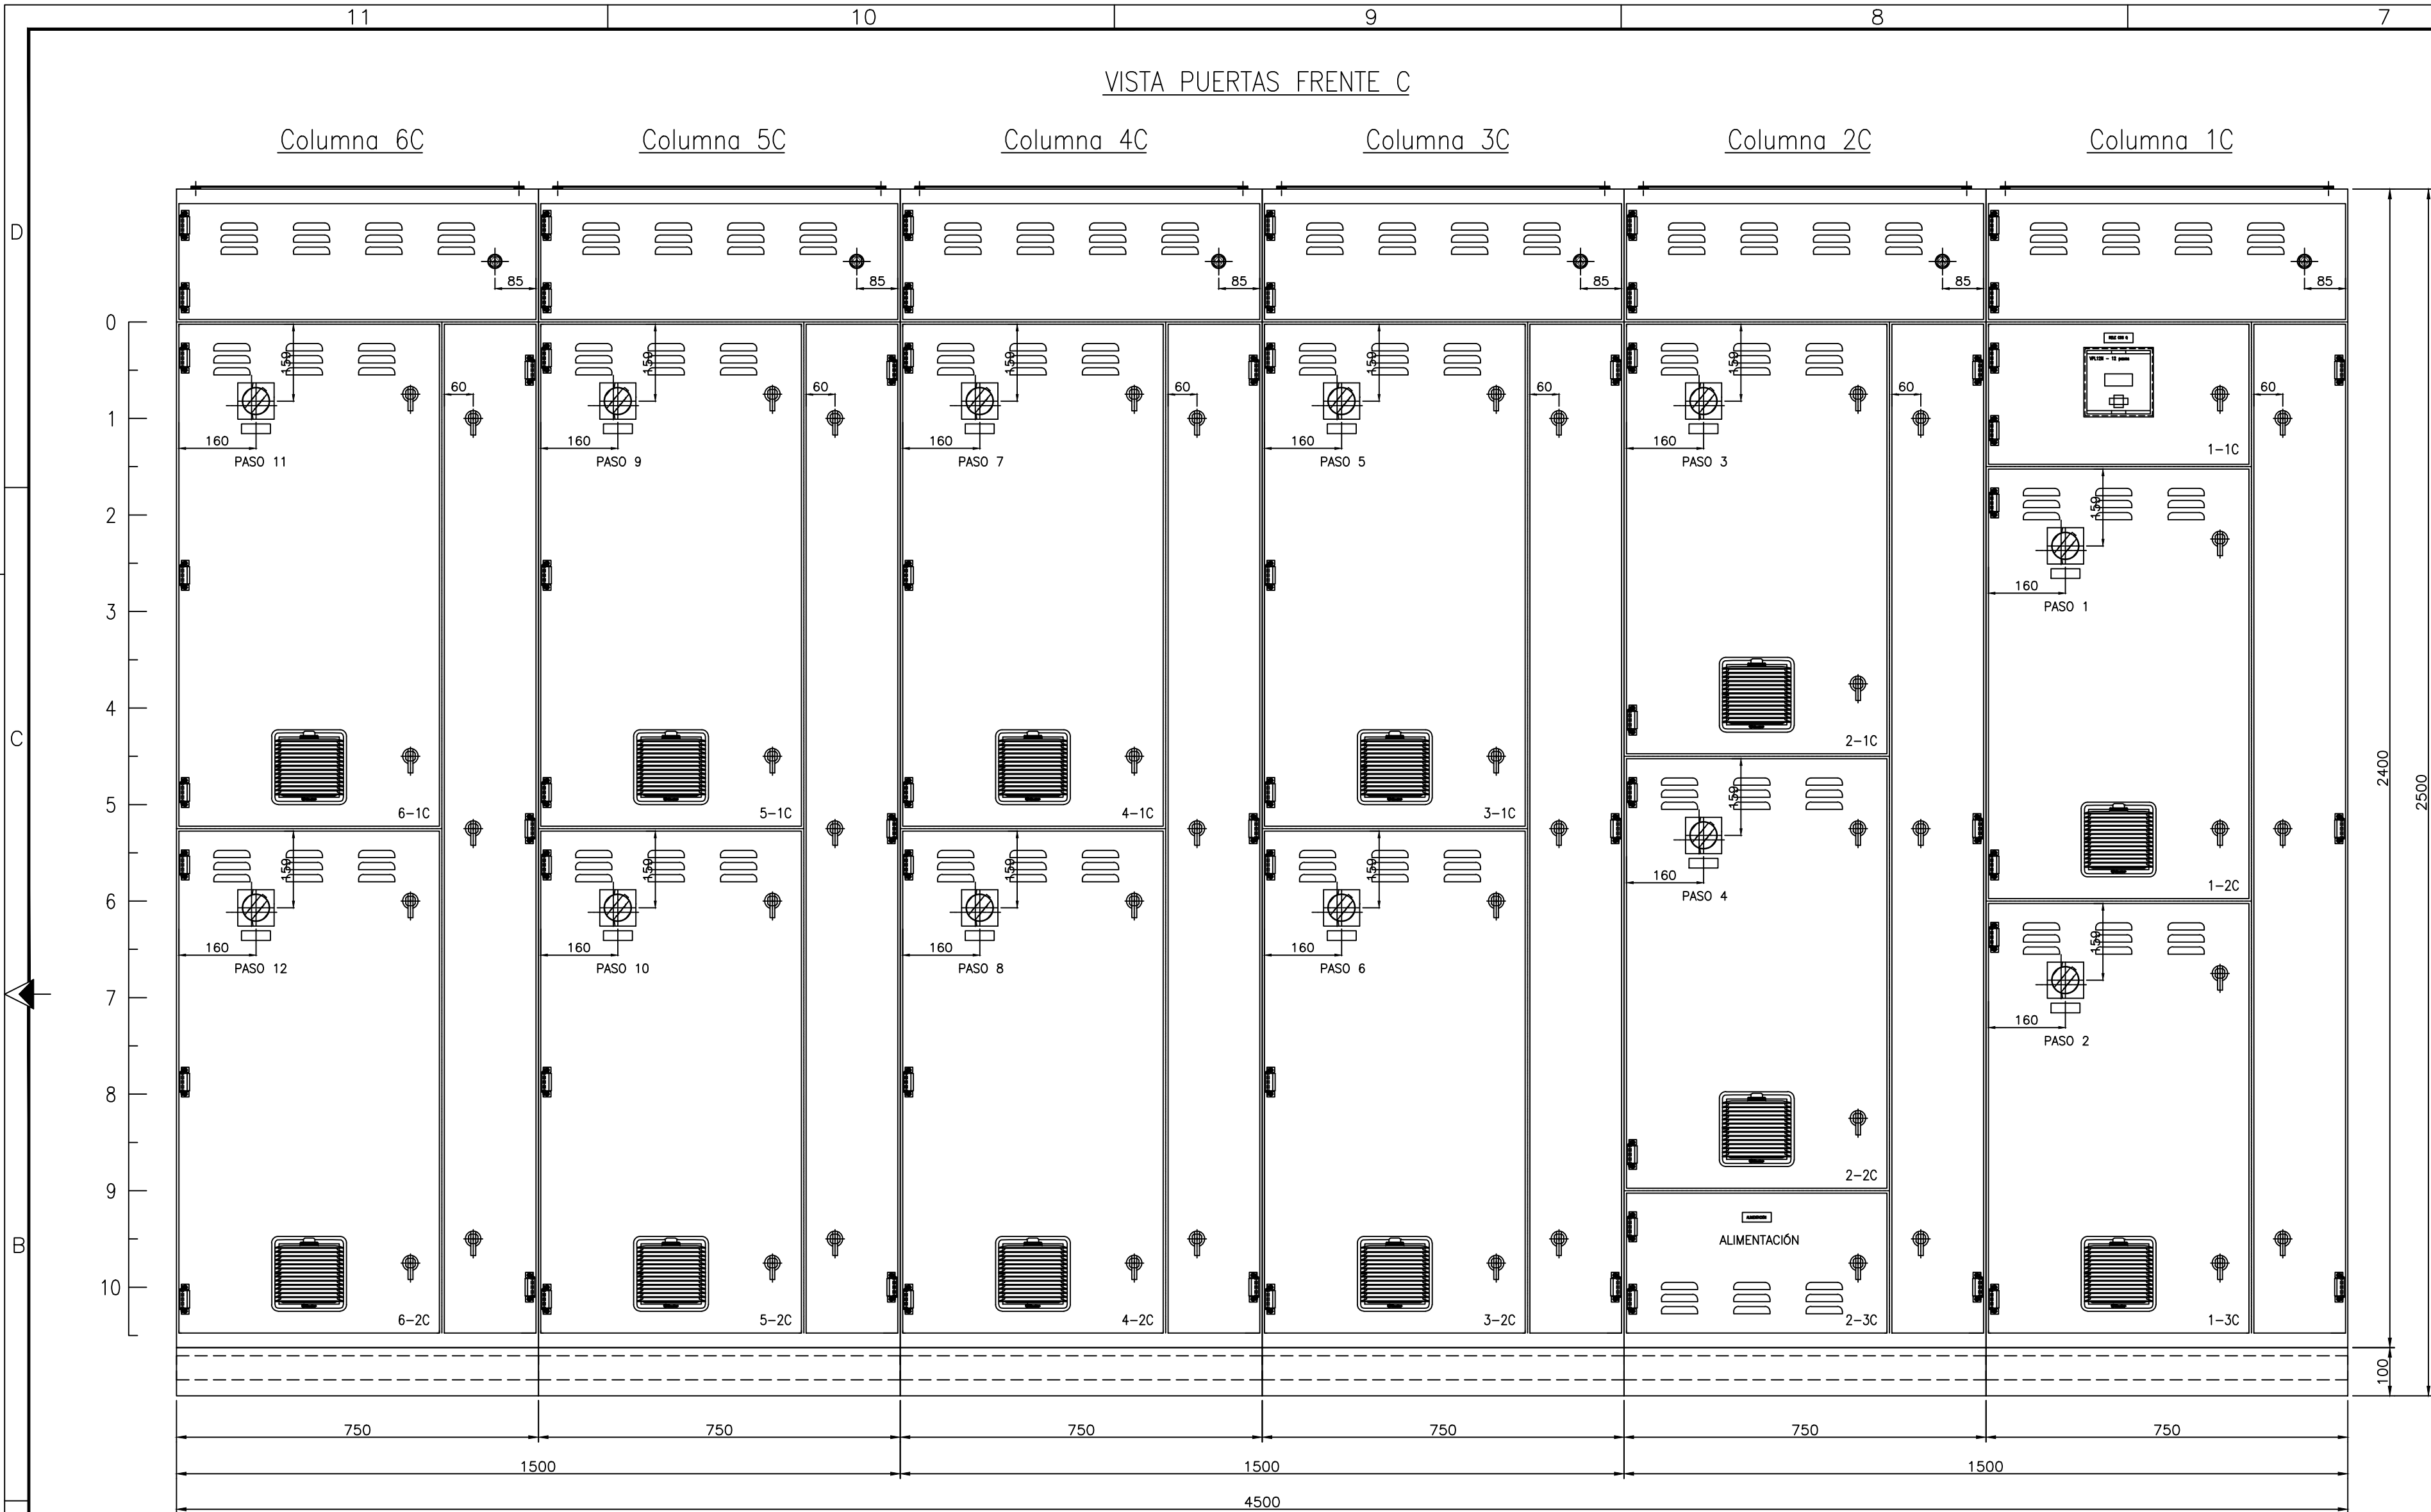 11 10 9 8 7
VISTA PUERTAS FRENTE C
Columna 6C Columna 5C Columna 4C Columna 3C Columna 2C Columna 1C
D
85 85 85 85 85 85
0
150 150 150 150 150
60 60 60 60 60 60
1
160 160 160 160 160
1-1C
PASO 11 PASO 9 PASO 7 PASO 5 PASO 3
2
150
160
3
PASO 1
4
C
2-1C
2400
2500
5
6-1C 5-1C 4-1C 3-1C
150
150 150 150 150
160
1-2C
PASO 4
6
150
160 160 160 160
PASO 12 PASO 10 PASO 8 PASO 6
7
160
PASO 2
8
2-2C
9
ALIMENTACIÓN
B
10
6-2C 5-2C 4-2C 3-2C 2-3C 1-3C
100
750 750 750 750 750 750
1500 1500 1500
4500